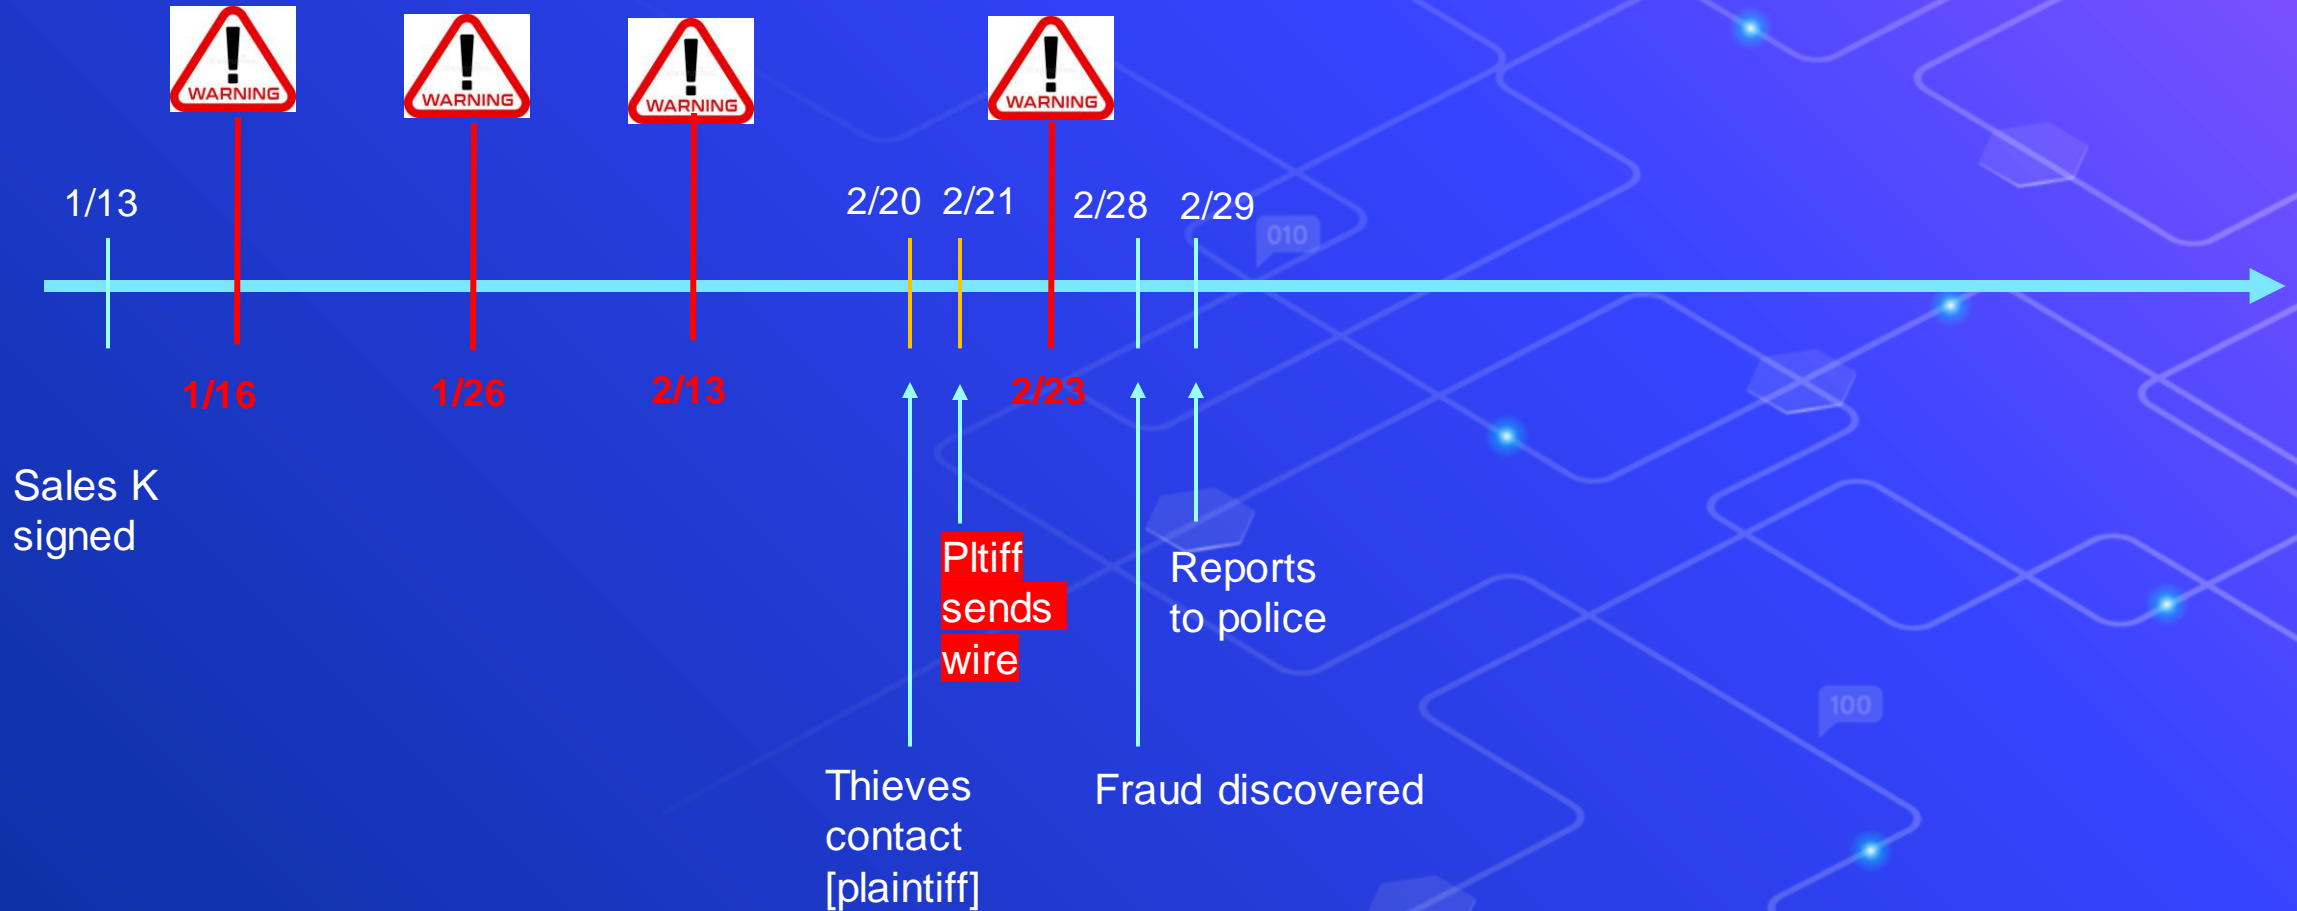 WARNING
WARNING
WARNING
WARNING
1/13
2/20
2/21
2/28
2/29
010
1/16
1/26
2/13
2/23
Sales K
signed
Pltiff
sends
wire
Reports
to police
100
Thieves
contact
[plaintiff]
Fraud discovered